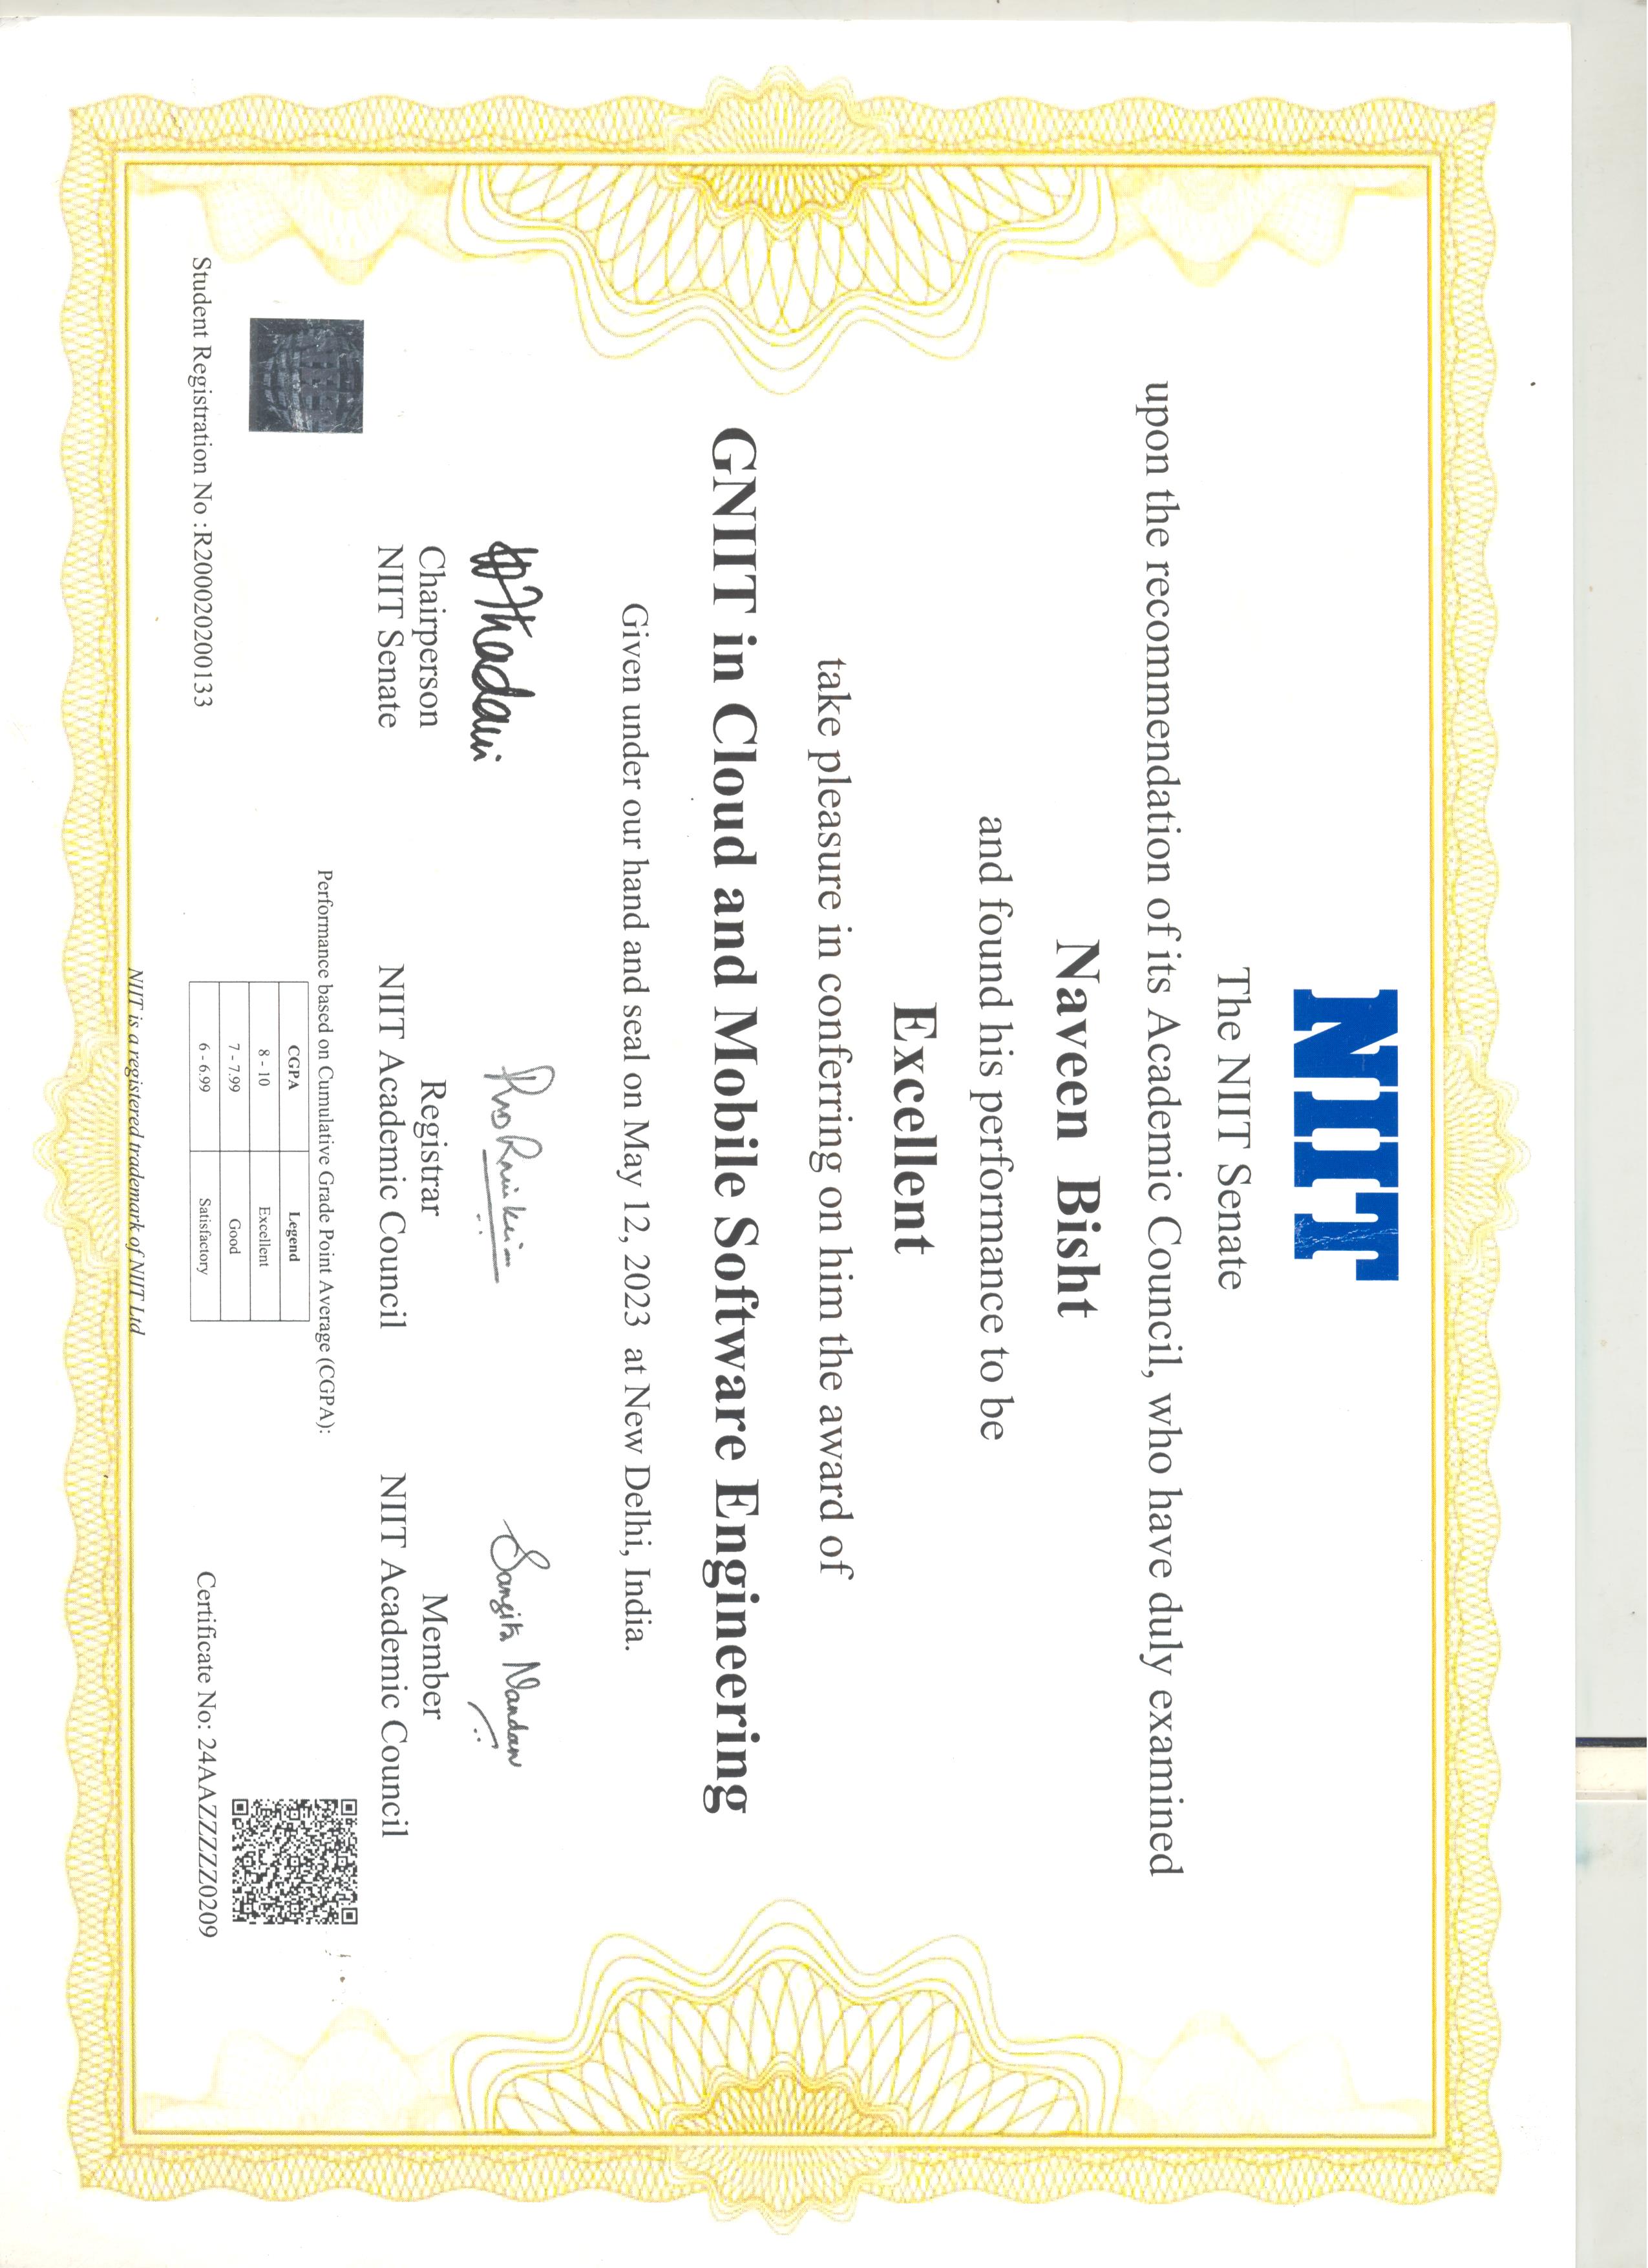 NIIT
The NIIT Senate
upon the recommendation of its Academic Council, who have duly examined
Naveen Bisht
and found his performance to be
Excellent
take pleasure in conferring on him the award of
GNIIT in Cloud and Mobile Software Engineering
Given under our hand and seal on May 12, 2023 at New Delhi, India.
Thadani
Sangita Nandan
Chairperson
NIIT Senate
Registrar
NIIT Academic Council
Member
NIIT Academic Council
Performance based on Cumulative Grade Point Average (CGPA):
CGPA Legend
8 - 10 Excellent
7 - 7.99 Good
6 - 6.99 Satisfactory
Student Registration No :R200020200133
Certificate No: 24AAZZZZZ0209
NIIT is a registered trademark of NIIT Ltd